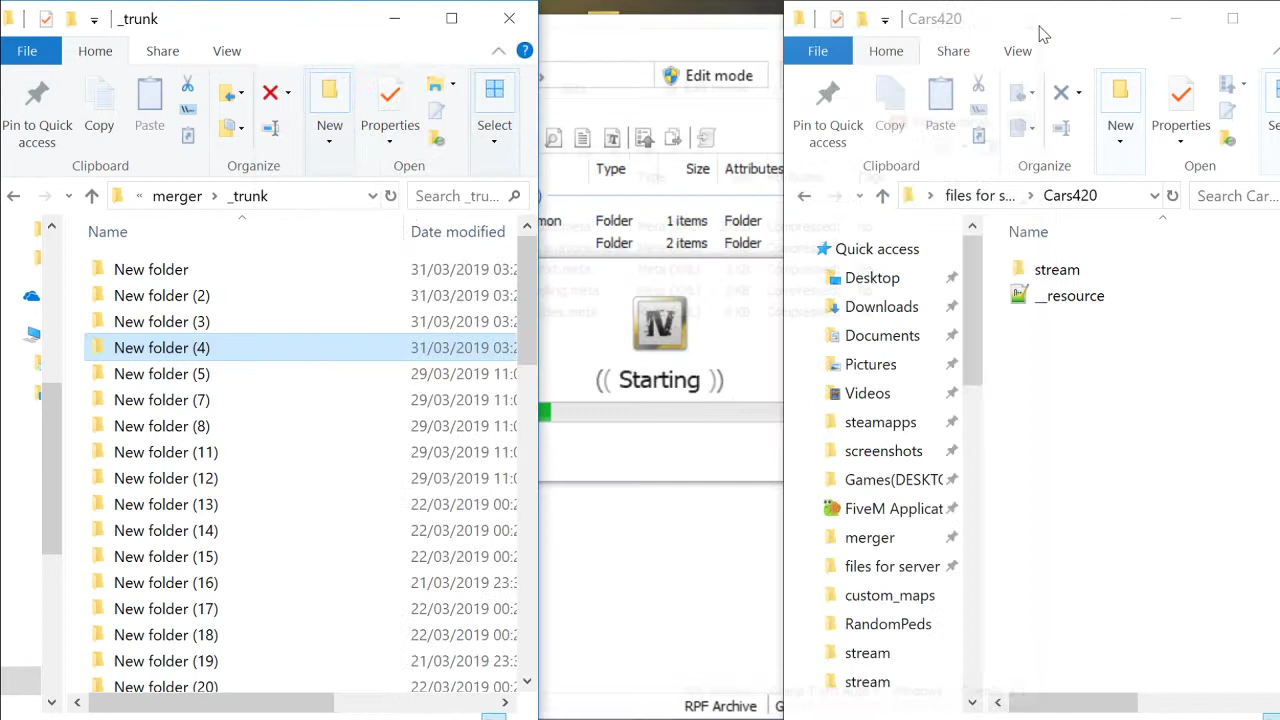 _trunk
File
Home
Share
View
Pin to Quick access
Copy
Paste
New
Properties
Select
Clipboard
Organize
Open
« merger > _trunk
Search _tru...
Name
Date modified
New folder 31/03/2019 03:2
New folder (2) 31/03/2019 03:2
New folder (3) 31/03/2019 03:2
New folder (4) 31/03/2019 03:2
New folder (5) 29/03/2019 11:0
New folder (7) 29/03/2019 11:0
New folder (8) 29/03/2019 11:0
New folder (11) 29/03/2019 11:0
New folder (12) 29/03/2019 11:0
New folder (13) 22/03/2019 00:2
New folder (14) 22/03/2019 00:2
New folder (15) 22/03/2019 00:2
New folder (16) 21/03/2019 23:3
New folder (17) 22/03/2019 00:2
New folder (18) 22/03/2019 00:2
New folder (19) 21/03/2019 23:3
New folder (20) 22/03/2019 00:2
Edit mode
Type Size Attributes
mon Folder 1 items Folder
Folder 2 items Folder
(( Starting ))
RPF Archive
Cars420
File
Home
Share
View
Pin to Quick access
Copy
Paste
New
Properties
Se
Clipboard
Organize
Open
files for s... > Cars420
Search Car...
Quick access
Desktop
Downloads
Documents
Pictures
Videos
steamapps
screenshots
Games(DESKTO
FiveM Applicat
merger
files for server
custom_maps
RandomPeds
stream
stream
Name
stream
__resource